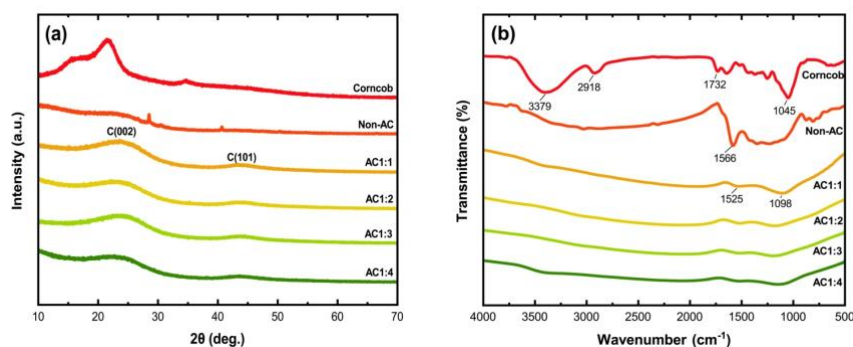 (a)
Corncob
Non-AC
C(002)
C(101)
AC1:1
AC1:2
AC1:3
AC1:4
Intensity (a.u.)
10 20 30 40 50 60 70
2θ (deg.)
(b)
Corncob
3379
2918
1732
1045
Non-AC
1566
AC1:1
1525
1098
AC1:2
AC1:3
AC1:4
Transmittance (%)
4000 3500 3000 2500 2000 1500 1000 500
Wavenumber (cm⁻¹)